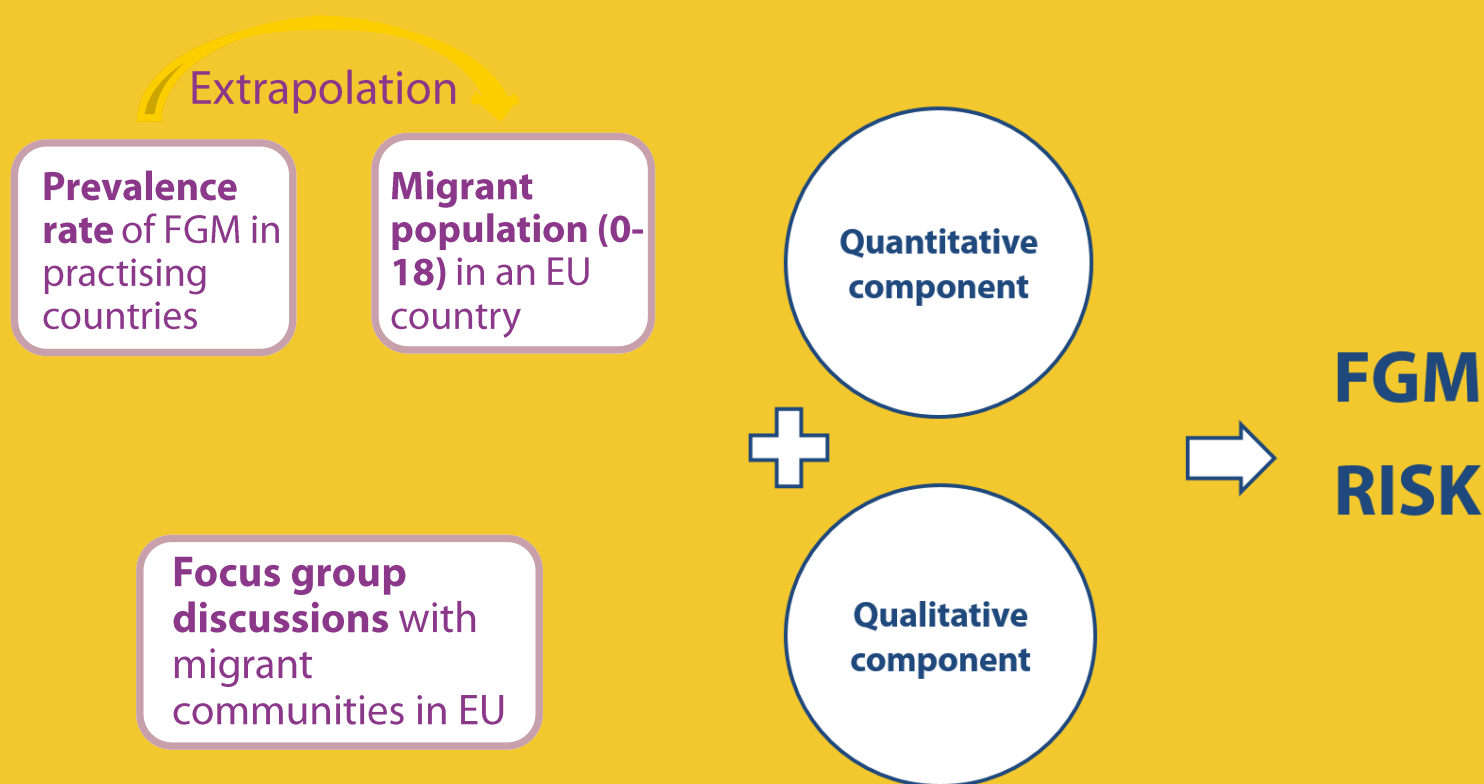 Extrapolation
Prevalence
rate of FGM in
practising
countries
Migrant
population (0-
18) in an EU
country
Quantitative
component
FGM
RISK
Focus group
discussions with
migrant
communities in EU
Qualitative
component